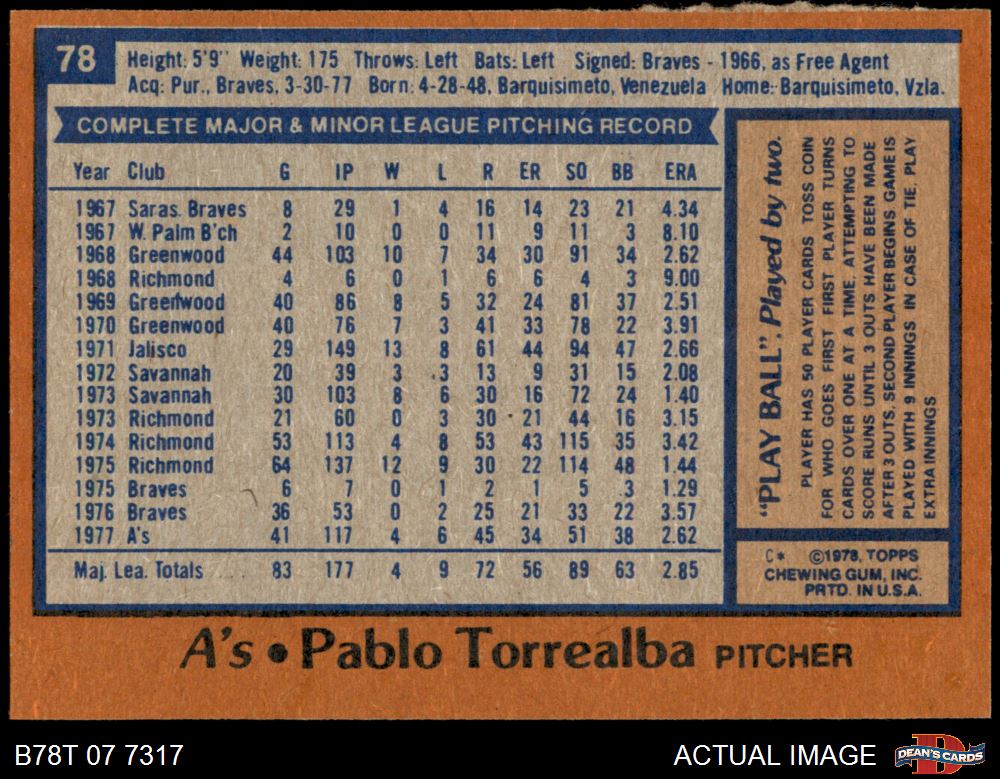 78
Height: 5'9" Weight: 175 Throws: Left Bats: Left Signed: Braves - 1966, as Free Agent
Acq: Pur., Braves, 3-30-77 Born: 4-28-48, Barquisimeto, Venezuela Home: Barquisimeto, Vzla.
COMPLETE MAJOR & MINOR LEAGUE PITCHING RECORD
Year Club G IP W L R ER SO BB ERA
1967 Saras. Braves 8 29 1 4 16 14 23 21 4.34
1967 W. Palm B'ch 2 10 0 0 11 9 11 3 8.10
1968 Greenwood 44 103 10 7 34 30 91 34 2.62
1968 Richmond 4 6 0 1 6 6 4 3 9.00
1969 Greenwood 40 86 8 5 32 24 81 37 2.51
1970 Greenwood 40 76 7 3 41 33 78 22 3.91
1971 Jalisco 29 149 13 8 61 44 94 47 2.66
1972 Savannah 20 39 3 3 13 9 31 15 2.08
1973 Savannah 30 103 8 6 30 16 72 24 1.40
1973 Richmond 21 60 0 3 30 21 44 16 3.15
1974 Richmond 53 113 4 8 53 43 115 35 3.42
1975 Richmond 64 137 12 9 30 22 114 48 1.44
1975 Braves 6 7 0 1 2 1 5 3 1.29
1976 Braves 36 53 0 2 25 21 33 22 3.57
1977 A's 41 117 4 6 45 34 51 38 2.62
Maj. Lea. Totals .... 83 177 4 9 72 56 89 63 2.85
"PLAY BALL". Played by two.
PLAYER HAS 50 PLAYER CARDS TOSS COIN
FOR WHO GOES FIRST FIRST PLAYER TURNS
CARDS OVER ONE AT A TIME, ATTEMPTING TO
SCORE RUNS UNTIL 3 OUTS HAVE BEEN MADE
AFTER 3 OUTS, SECOND PLAYER BEGINS GAME IS
PLAYED WITH 9 INNINGS IN CASE OF TIE, PLAY
EXTRA INNINGS
C* ©1978, TOPPS
CHEWING GUM, INC.
PRTD. IN U.S.A.
A's • Pablo Torrealba PITCHER
B78T 07 7317
ACTUAL IMAGE
D
DEAN'S CARDS